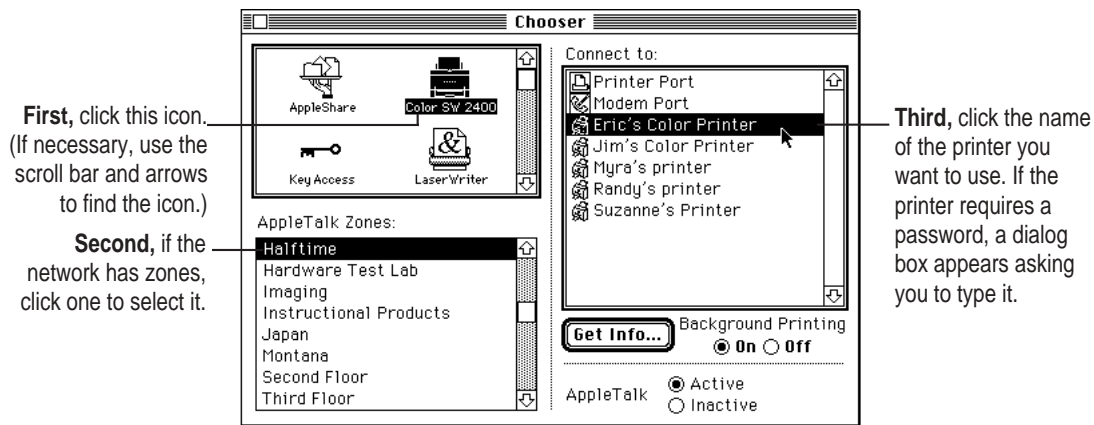 Chooser
First, click this icon.
(If necessary, use the
scroll bar and arrows
to find the icon.)
Second, if the
network has zones,
click one to select it.
AppleShare
Color SW 2400
Key Access
LaserWriter
AppleTalk Zones:
Halftime
Hardware Test Lab
Imaging
Instructional Products
Japan
Montana
Second Floor
Third Floor
Connect to:
Printer Port
Modem Port
Eric's Color Printer
Jim's Color Printer
Myra's printer
Randy's printer
Suzanne's Printer
Get Info...
Background Printing
On Off
AppleTalk
Active
Inactive
Third, click the name
of the printer you
want to use. If the
printer requires a
password, a dialog
box appears asking
you to type it.